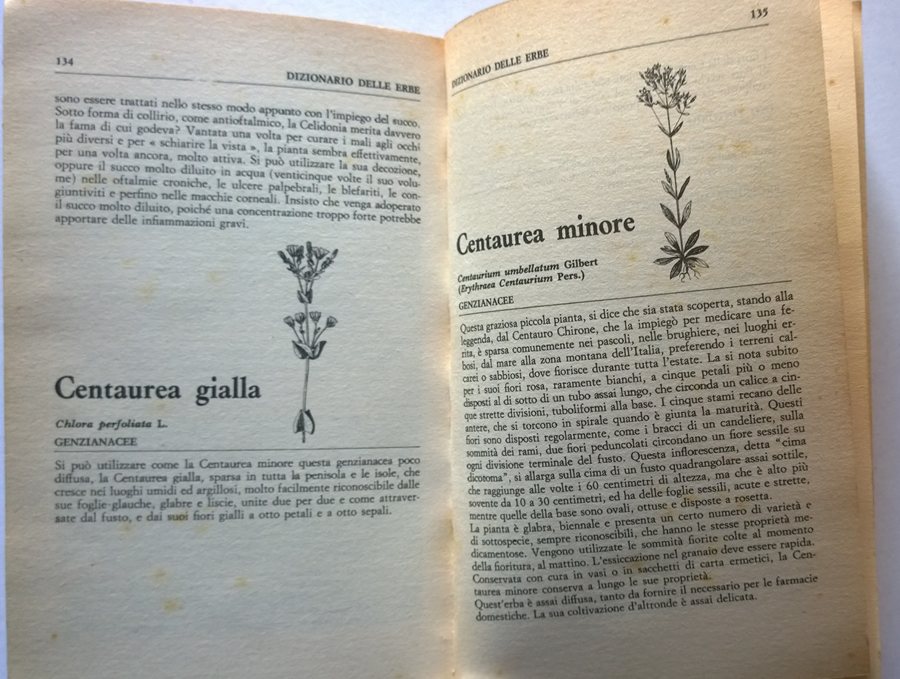 134
DIZIONARIO DELLE ERBE
sono essere trattati nello stesso modo appunto con l'impiego del succo.
Sotto forma di collirio, come antioftalmico, la Celidonia merita davvero
la fama di cui godeva? Vantata una volta per curare i mali agli occhi
più diversi e per « schiarire la vista », la pianta sembra effettivamente,
per una volta ancora, molto attiva. Si può utilizzare la sua decozione,
oppure il succo molto diluito in acqua (venticinque volte il suo volu-
me) nelle oftalmie croniche, le ulcere palpebrali, le blefariti, le con-
giuntiviti e perfino nelle macchie corneali. Insisto che venga adoperato
il succo molto diluito, poiché una concentrazione troppo forte potrebbe
apportare delle infiammazioni gravi.
Centaurea gialla
Chlora perfoliata L.
GENZIANACEE
Si può utilizzare come la Centaurea minore questa genzianacea poco
diffusa, la Centaurea gialla, sparsa in tutta la penisola e le isole, che
cresce nei luoghi umidi ed argillosi, molto facilmente riconoscibile dalle
sue foglie-glauche, glabre e liscie, unite due per due e come attraver-
sate dal fusto, e dai suoi fiori gialli a otto petali e a otto sepali.
135
DIZIONARIO DELLE ERBE
Centaurea minore
Centaurium umbellatum Gilbert
(Erythraea Centaurium Pers.)
GENZIANACEE
Questa graziosa piccola pianta, si dice che sia stata scoperta, stando alla
leggenda, dal Centauro Chirone, che la impiegò per medicare una fe-
rita, è sparsa comunemente nei pascoli, nelle brughiere, nei luoghi er-
bosi, dal mare alla zona montana dell'Italia, preferendo i terreni cal-
carei o sabbiosi, dove fiorisce durante tutta l'estate. La si nota subito
per i suoi fiori rosa, raramente bianchi, a cinque petali più o meno
disposti al di sotto di un tubo assai lungo, che circonda un calice a cin-
que strette divisioni, tuboliformi alla base. I cinque stami recano delle
antere, che si torcono in spirale quando è giunta la maturità. Questi
fiori sono disposti regolarmente, come i bracci di un candeliere, sulla
sommità dei rami, due fiori peduncolati circondano un fiore sessile su
ogni divisione terminale del fusto. Questa inflorescenza, detta "cima
dicotoma", si allarga sulla cima di un fusto quadrangolare assai sottile,
che raggiunge alle volte i 60 centimetri di altezza, ma che è alto più
sovente da 10 a 30 centimetri, ed ha delle foglie sessili, acute e strette,
mentre quelle della base sono ovali, ottuse e disposte a rosetta.
La pianta è glabra, biennale e presenta un certo numero di varietà e
di sottospecie, sempre riconoscibili, che hanno le stesse proprietà me-
dicamentose. Vengono utilizzate le sommità fiorite colte al momento
della fioritura, al mattino. L'essiccazione nel granaio deve essere rapida.
Conservata con cura in vasi o in sacchetti di carta ermetici, la Cen-
taurea minore conserva a lungo le sue proprietà.
Quest'erba è assai diffusa, tanto da fornire il necessario per le farmacie
domestiche. La sua coltivazione d'altronde è assai delicata.